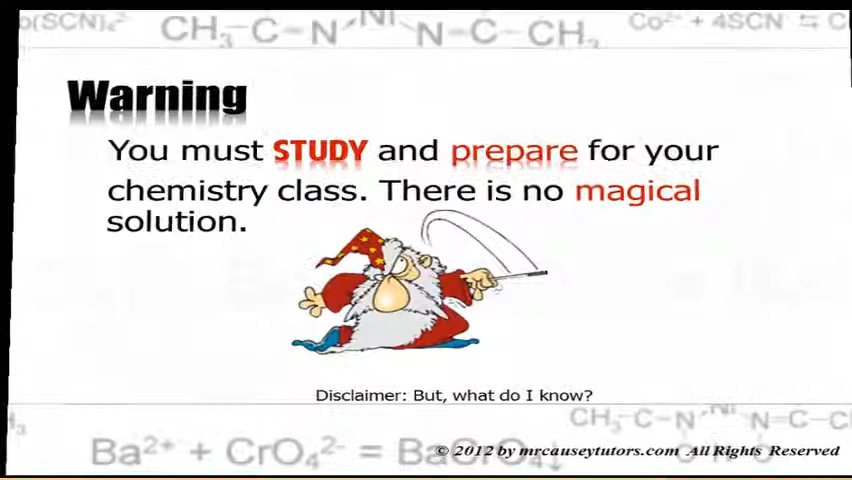 CH₃-C-N Ni N-C-CH₃
Co²⁺ + 4SCN ⇆ C
Warning
You must STUDY and prepare for your
chemistry class. There is no magical
solution.
Disclaimer: But, what do I know?
CH₃-C-N Ni N-C-C
Ba²⁺ + CrO₄²⁻ = BaCrO₄↓
© 2012 by mrcauseytutors.com All Rights Reserved